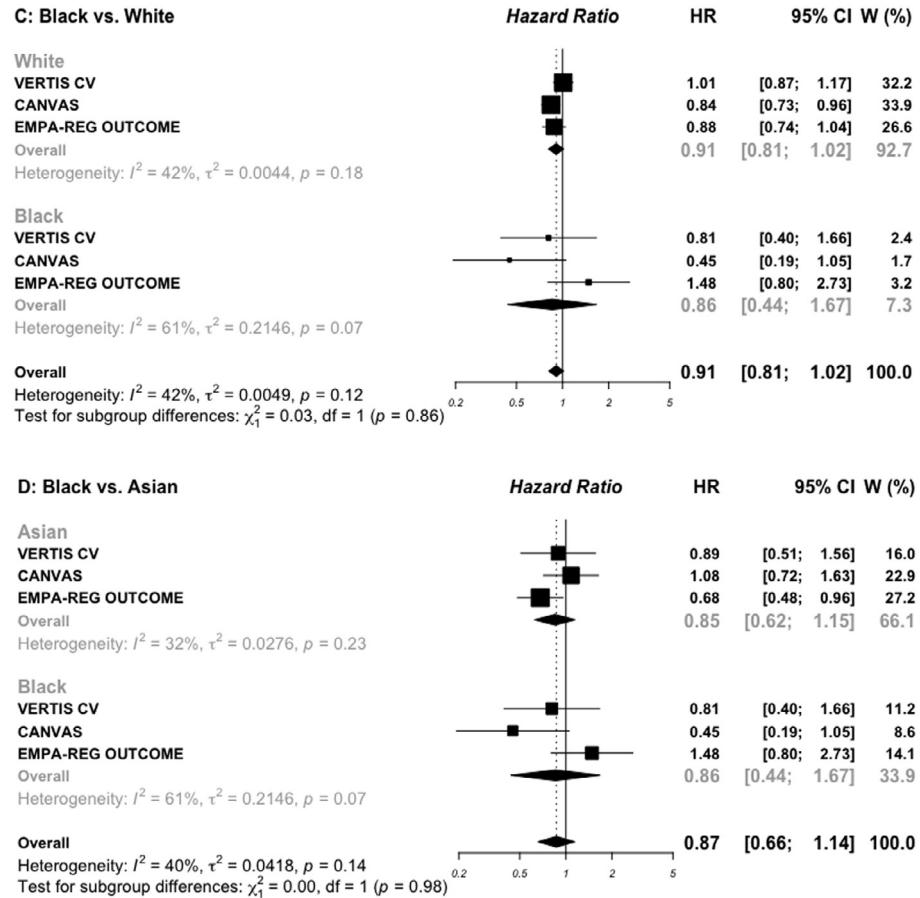 C: Black vs. White Hazard Ratio HR 95% CI W (%)
White
VERTIS CV 1.01 [0.87; 1.17] 32.2
CANVAS 0.84 [0.73; 0.96] 33.9
EMPA-REG OUTCOME 0.88 [0.74; 1.04] 26.6
Overall 0.91 [0.81; 1.02] 92.7
Heterogeneity: I² = 42%, τ² = 0.0044, p = 0.18
Black
VERTIS CV 0.81 [0.40; 1.66] 2.4
CANVAS 0.45 [0.19; 1.05] 1.7
EMPA-REG OUTCOME 1.48 [0.80; 2.73] 3.2
Overall 0.86 [0.44; 1.67] 7.3
Heterogeneity: I² = 61%, τ² = 0.2146, p = 0.07
Overall 0.91 [0.81; 1.02] 100.0
Heterogeneity: I² = 42%, τ² = 0.0049, p = 0.12
0.2 0.5 1 2 5
Test for subgroup differences: χ²₁ = 0.03, df = 1 (p = 0.86)
D: Black vs. Asian Hazard Ratio HR 95% CI W (%)
Asian
VERTIS CV 0.89 [0.51; 1.56] 16.0
CANVAS 1.08 [0.72; 1.63] 22.9
EMPA-REG OUTCOME 0.68 [0.48; 0.96] 27.2
Overall 0.85 [0.62; 1.15] 66.1
Heterogeneity: I² = 32%, τ² = 0.0276, p = 0.23
Black
VERTIS CV 0.81 [0.40; 1.66] 11.2
CANVAS 0.45 [0.19; 1.05] 8.6
EMPA-REG OUTCOME 1.48 [0.80; 2.73] 14.1
Overall 0.86 [0.44; 1.67] 33.9
Heterogeneity: I² = 61%, τ² = 0.2146, p = 0.07
Overall 0.87 [0.66; 1.14] 100.0
Heterogeneity: I² = 40%, τ² = 0.0418, p = 0.14
0.2 0.5 1 2 5
Test for subgroup differences: χ²₁ = 0.00, df = 1 (p = 0.98)